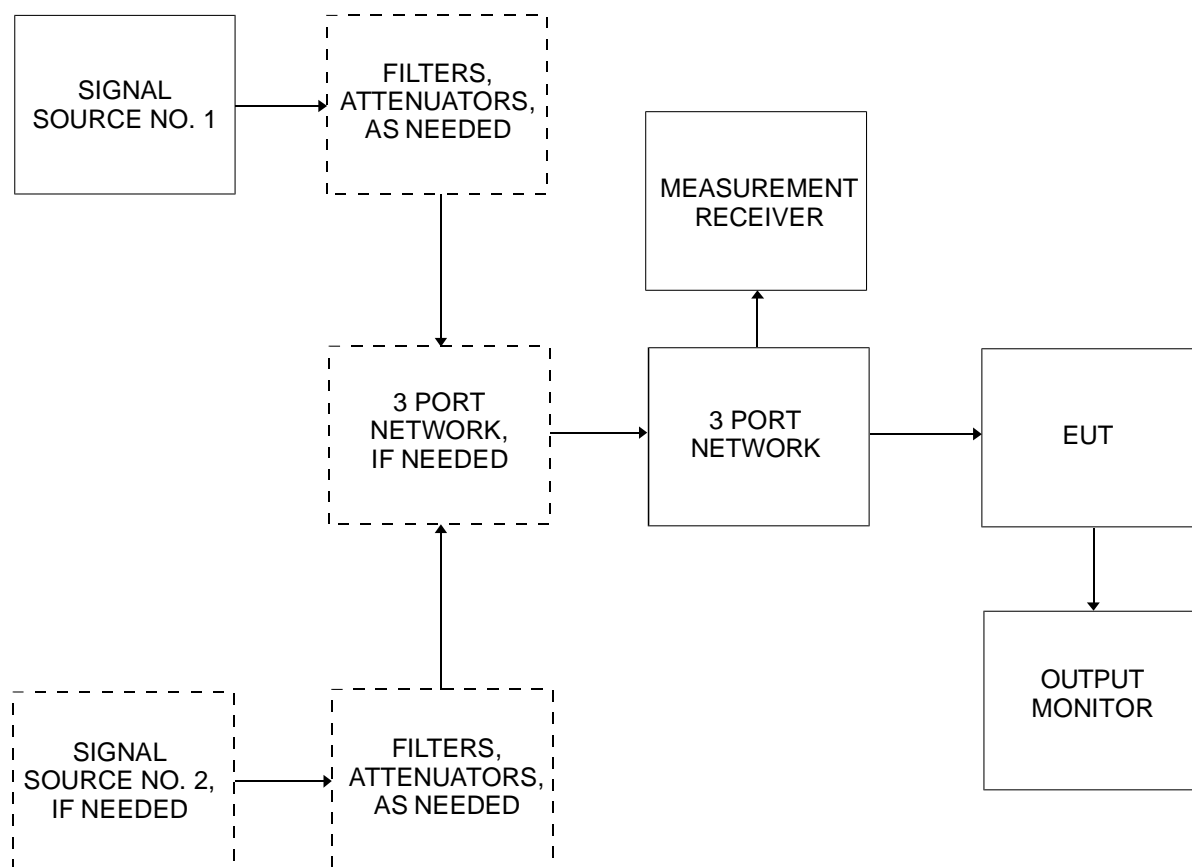 SIGNAL
SOURCE NO. 1
FILTERS,
ATTENUATORS,
AS NEEDED
MEASUREMENT
RECEIVER
3 PORT
NETWORK,
IF NEEDED
3 PORT
NETWORK
EUT
OUTPUT
MONITOR
SIGNAL
SOURCE NO. 2,
IF NEEDED
FILTERS,
ATTENUATORS,
AS NEEDED